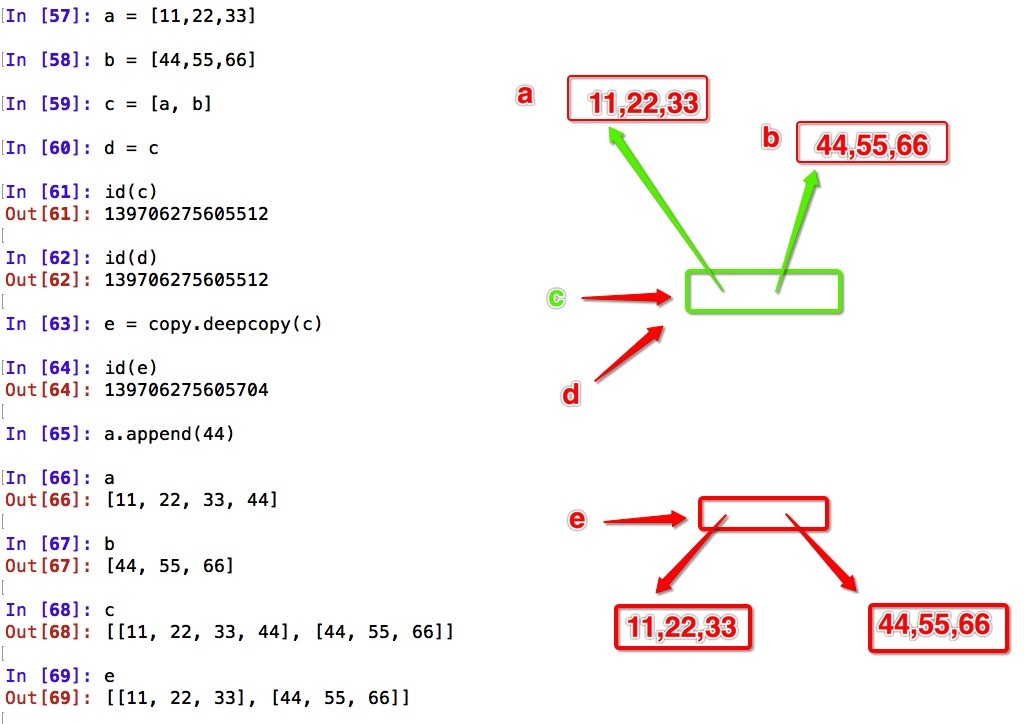 In [57]: a = [11,22,33]
In [58]: b = [44,55,66]
In [59]: c = [a, b]
In [60]: d = c
In [61]: id(c)
Out[61]: 139706275605512
In [62]: id(d)
Out[62]: 139706275605512
In [63]: e = copy.deepcopy(c)
In [64]: id(e)
Out[64]: 139706275605704
In [65]: a.append(44)
In [66]: a
Out[66]: [11, 22, 33, 44]
In [67]: b
Out[67]: [44, 55, 66]
In [68]: c
Out[68]: [[11, 22, 33, 44], [44, 55, 66]]
In [69]: e
Out[69]: [[11, 22, 33], [44, 55, 66]]
a 11,22,33
b 44,55,66
c
d
e
11,22,33
44,55,66